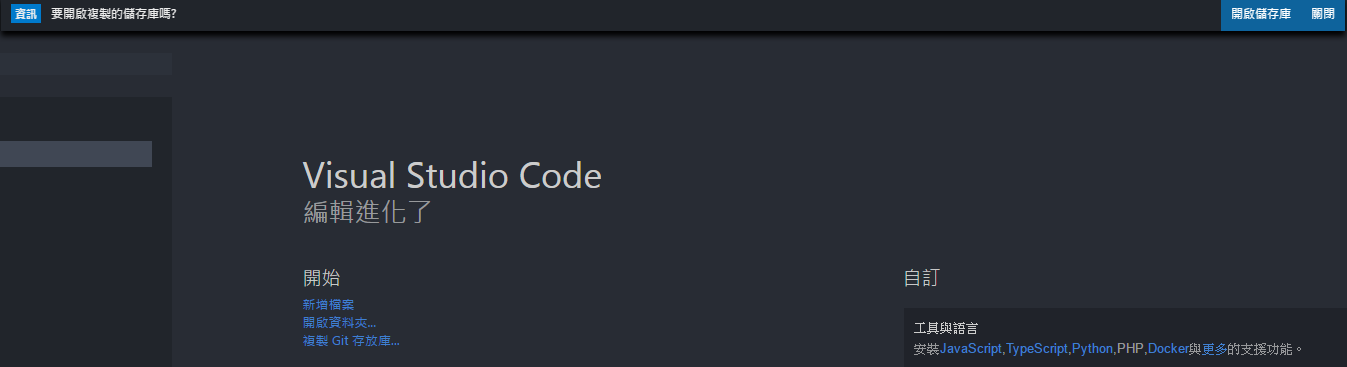 資訊 要開啟複製的儲存庫嗎? 開啟儲存庫 關閉
Visual Studio Code
編輯進化了
開始
新增檔案
開啟資料夾...
複製 Git 存放庫...
自訂
工具與語言
安裝JavaScript,TypeScript,Python,PHP,Docker與更多的支援功能。